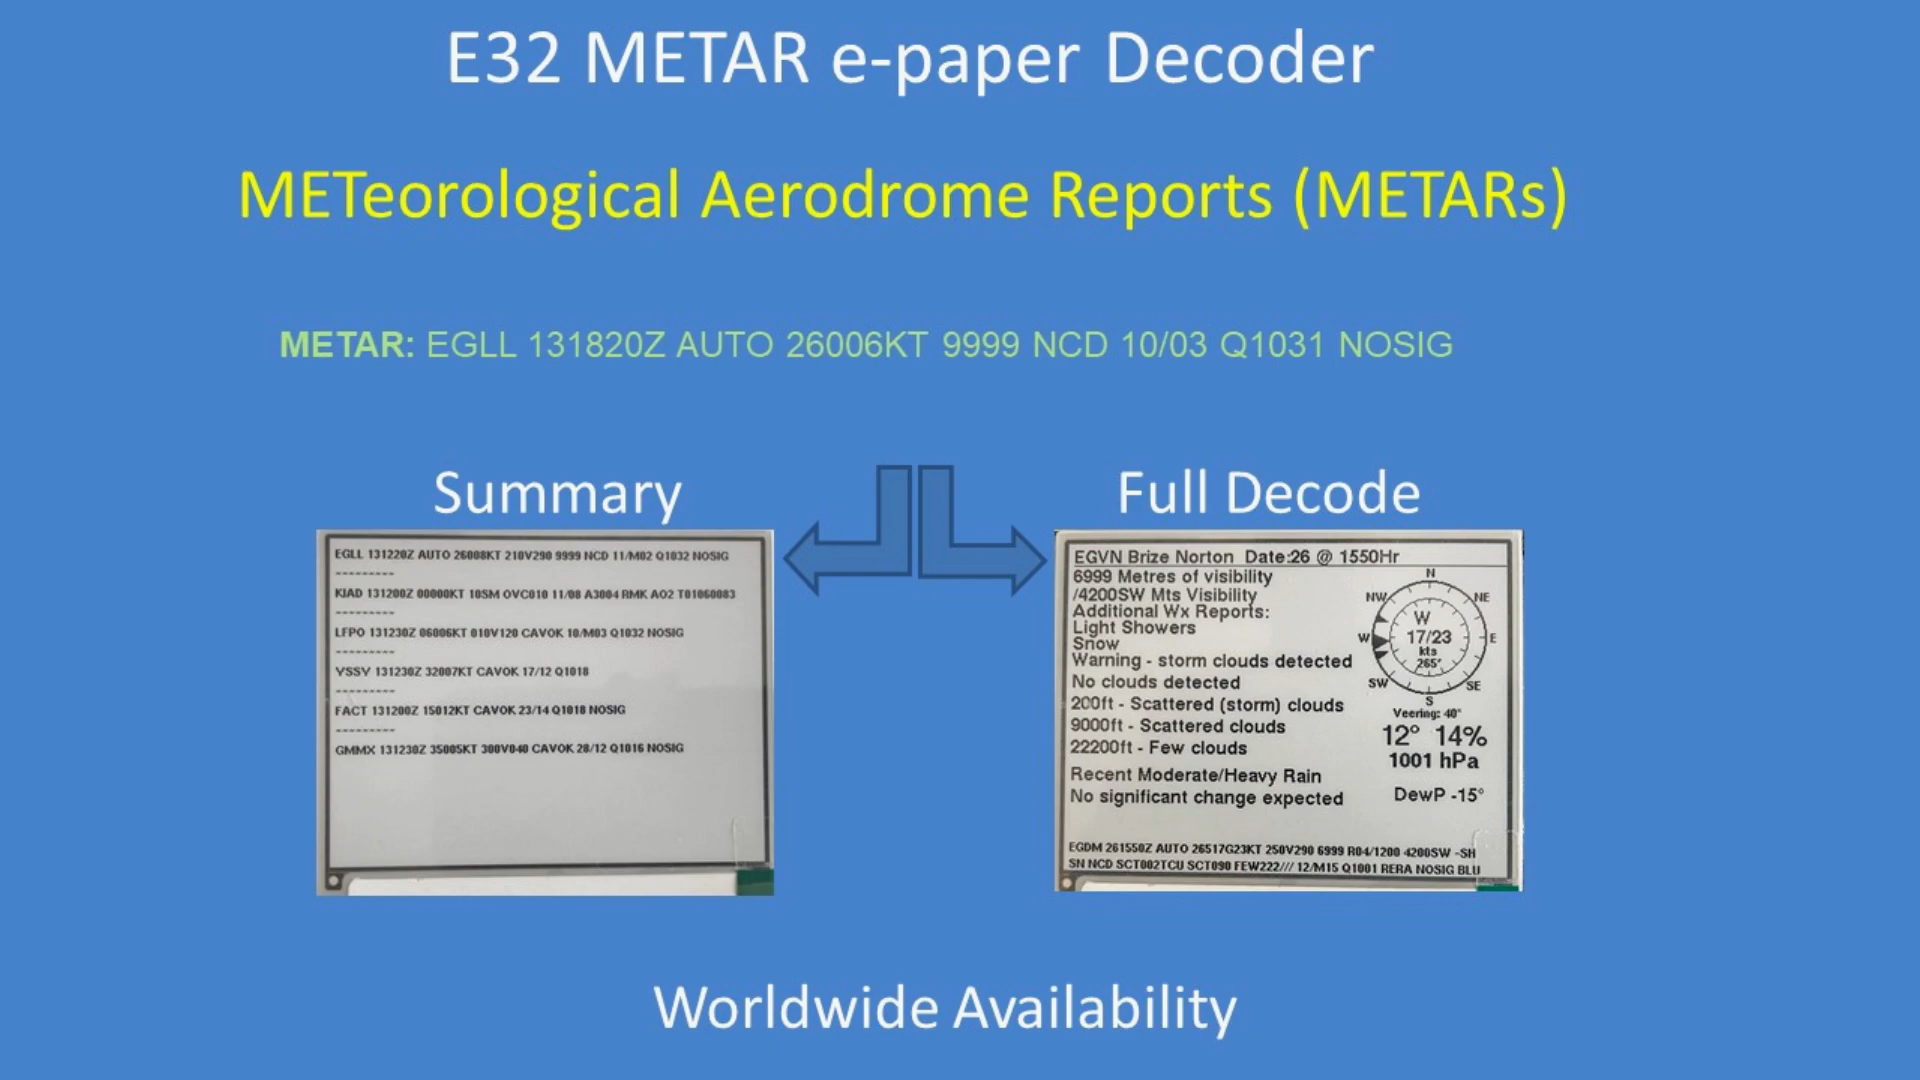 E32 METAR e-paper Decoder
METeorological Aerodrome Reports (METARs)
METAR: EGLL 131820Z AUTO 26006KT 9999 NCD 10/03 Q1031 NOSIG
Summary
EGLL 131220Z AUTO 26008KT 210V290 9999 NCD 11/M02 Q1032 NOSIG
---------
KIAD 131200Z 00000KT 10SM OVC010 11/08 A3004 RMK AO2 T01060083
---------
LFPO 131230Z 06006KT 010V120 CAVOK 10/M03 Q1032 NOSIG
---------
YSSY 131230Z 32007KT CAVOK 17/12 Q1018
---------
FACT 131200Z 15012KT CAVOK 23/14 Q1018 NOSIG
---------
GMMX 131230Z 35005KT 300V040 CAVOK 28/12 Q1016 NOSIG
Full Decode
EGVN Brize Norton Date:26 @ 1550Hr
6999 Metres of visibility
/4200SW Mts Visibility
Additional Wx Reports:
Light Showers
Snow
Warning - storm clouds detected
No clouds detected
200ft - Scattered (storm) clouds
9000ft - Scattered clouds
22200ft - Few clouds
Recent Moderate/Heavy Rain
No significant change expected
N
NW
NE
W
W
E
17/23
kts
265°
SW
SE
S
Veering: 40°
12° 14%
1001 hPa
DewP -15°
EGDM 261550Z AUTO 26517G23KT 250V290 6999 R04/1200 4200SW -SH
SN NCD SCT002TCU SCT090 FEW222/// 12/M15 Q1001 RERA NOSIG BLU
Worldwide Availability